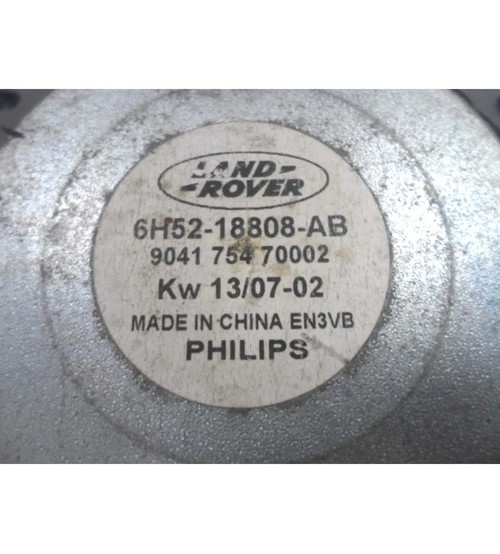 LAND-
-ROVER
6H52-18808-AB
9041 754 70002
Kw 13/07-02
MADE IN CHINA EN3VB
PHILIPS